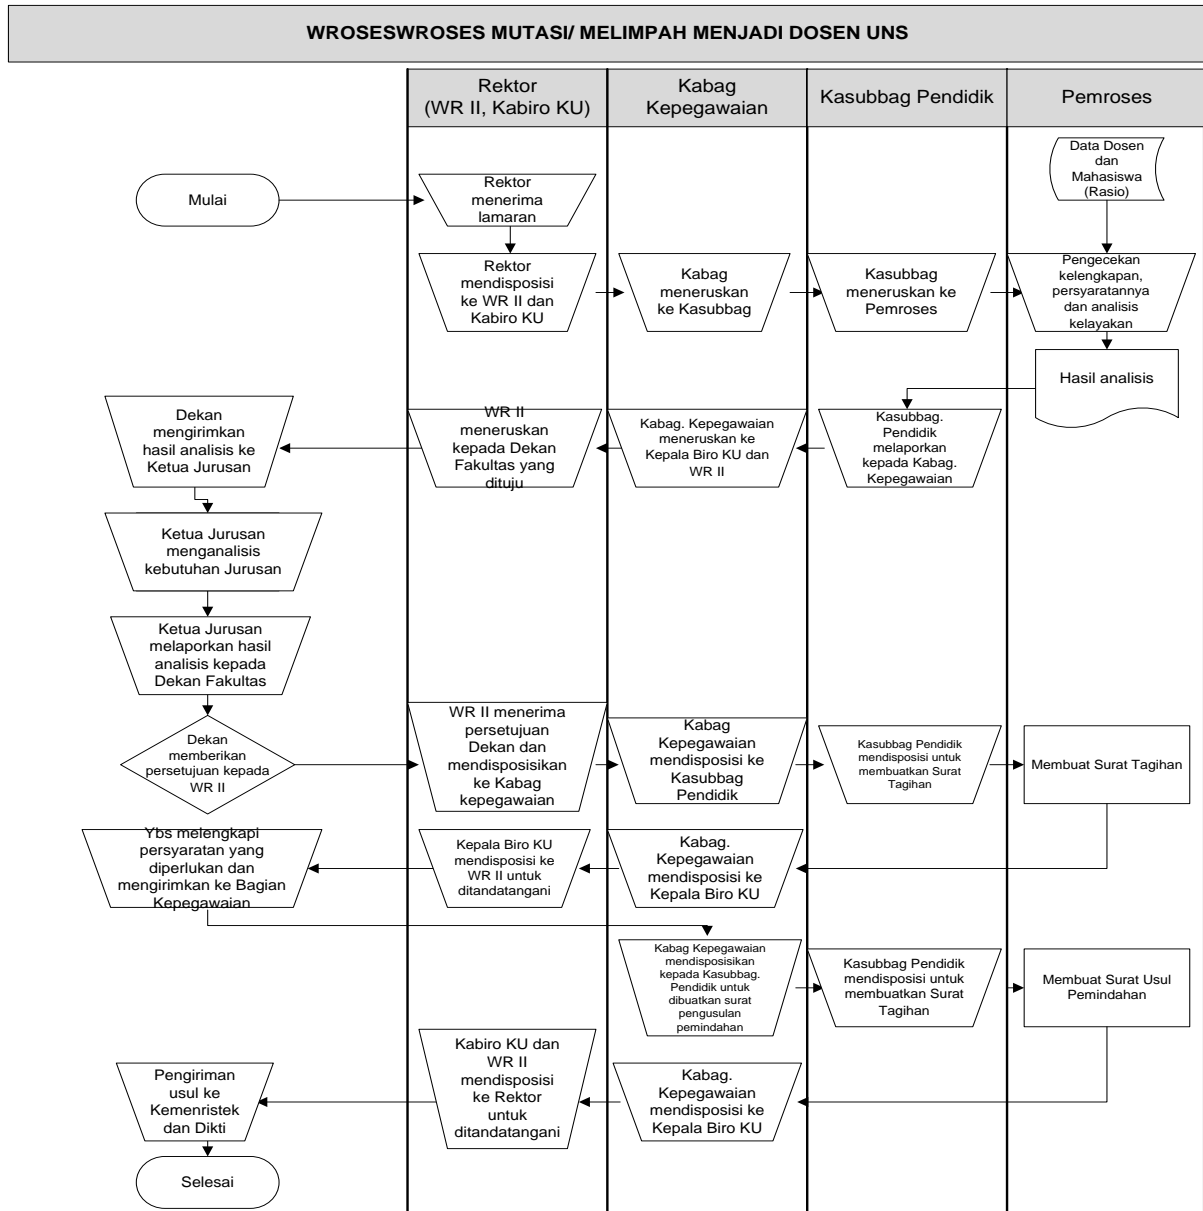 WROSESWROSES MUTASI/ MELIMPAH MENJADI DOSEN UNS
Rektor
(WR II, Kabiro KU)
Kabag
Kepegawaian
Kasubbag Pendidik
Pemroses
Data Dosen
dan
Mahasiswa
(Rasio)
Mulai
Rektor
menerima
lamaran
Rektor
mendisposisi
ke WR II dan
Kabiro KU
Kabag
meneruskan
ke Kasubbag
Kasubbag
meneruskan ke
Pemroses
Pengecekan
kelengkapan,
persyaratannya
dan analisis
kelayakan
Hasil analisis
Kasubbag.
Pendidik
melaporkan
kepada Kabag.
Kepegawaian
Kabag. Kepegawaian
meneruskan ke
Kepala Biro KU dan
WR II
WR II
meneruskan
kepada Dekan
Fakultas yang
dituju
Dekan
mengirimkan
hasil analisis ke
Ketua Jurusan
Ketua Jurusan
menganalisis
kebutuhan Jurusan
Ketua Jurusan
melaporkan hasil
analisis kepada
Dekan Fakultas
Dekan
memberikan
persetujuan kepada
WR II
WR II menerima
persetujuan
Dekan dan
mendisposisikan
ke Kabag
kepegawaian
Kabag
Kepegawaian
mendisposisi ke
Kasubbag
Pendidik
Kasubbag Pendidik
mendisposisi untuk
membuatkan Surat
Tagihan
Membuat Surat Tagihan
Kabag.
Kepegawaian
mendisposisi ke
Kepala Biro KU
Kepala Biro KU
mendisposisi ke
WR II untuk
ditandatangani
Ybs melengkapi
persyaratan yang
diperlukan dan
mengirimkan ke Bagian
Kepegawaian
Kabag Kepegawaian
mendisposisikan
kepada Kasubbag.
Pendidik untuk
dibuatkan surat
pengusulan
pemindahan
Kasubbag Pendidik
mendisposisi untuk
membuatkan Surat
Tagihan
Membuat Surat Usul
Pemindahan
Kabag.
Kepegawaian
mendisposisi ke
Kepala Biro KU
Kabiro KU dan
WR II
mendisposisi
ke Rektor
untuk
ditandatangani
Pengiriman
usul ke
Kemenristek
dan Dikti
Selesai